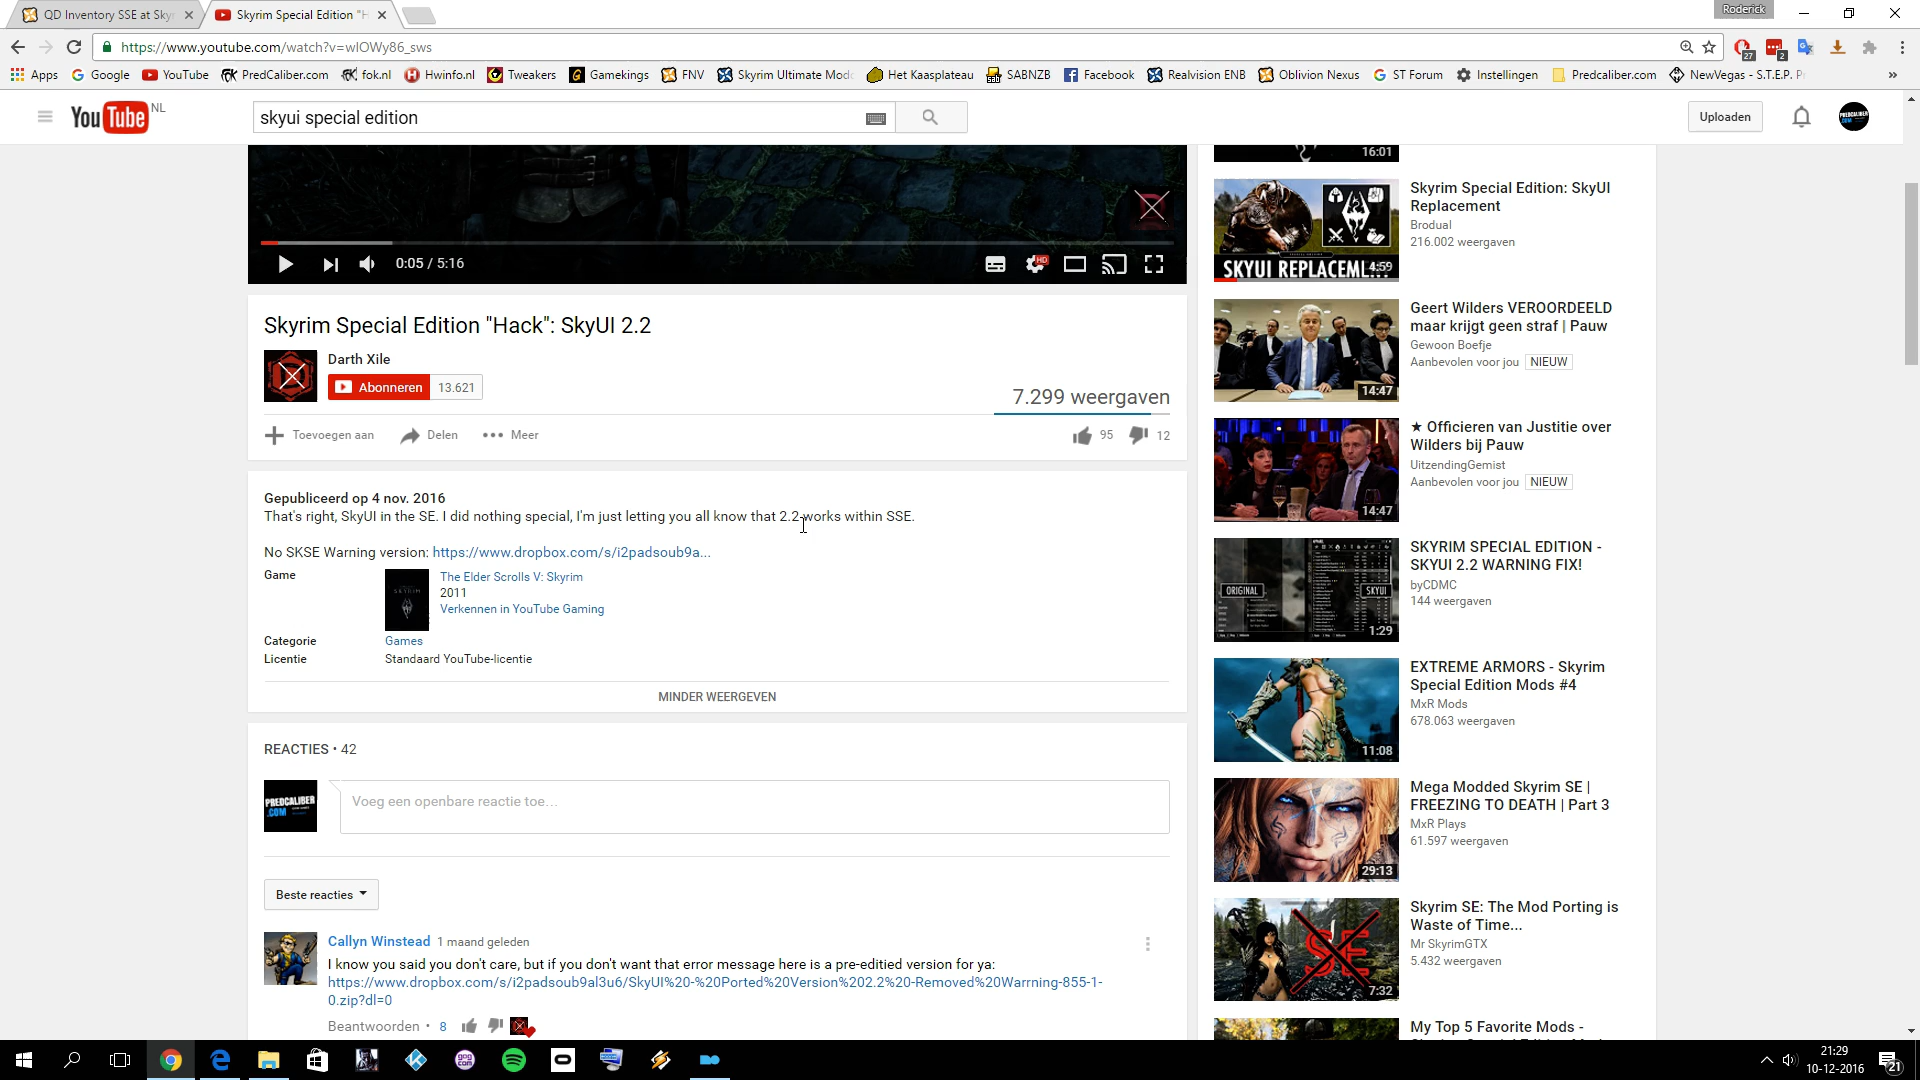 QD Inventory SSE at Sky
Skyrim Special Edition "H
Roderick
https://www.youtube.com/watch?v=wlOWy86_sws
27
2
Apps
Google
YouTube
PredCaliber.com
fok.nl
Hwinfo.nl
Tweakers
Gamekings
FNV
Skyrim Ultimate Mod
Het Kaasplateau
SABNZB
Facebook
Realvision ENB
Oblivion Nexus
ST Forum
Instellingen
Predcaliber.com
NewVegas - S.T.E.P.
YouTube NL
skyui special edition
Uploaden
0:05 / 5:16
HD
Skyrim Special Edition "Hack": SkyUI 2.2
Darth Xile
Abonneren 13.621
7.299 weergaven
Toevoegen aan
Delen
Meer
95
12
Gepubliceerd op 4 nov. 2016
That's right, SkyUI in the SE. I did nothing special, I'm just letting you all know that 2.2 works within SSE.
No SKSE Warning version: https://www.dropbox.com/s/i2padsoub9a...
Game
SKYRIM
The Elder Scrolls V: Skyrim
2011
Verkennen in YouTube Gaming
Categorie Games
Licentie Standaard YouTube-licentie
MINDER WEERGEVEN
REACTIES • 42
PREDCALIBER
.COM
Voeg een openbare reactie toe...
Beste reacties
Callyn Winstead 1 maand geleden
I know you said you don't care, but if you don't want that error message here is a pre-editied version for ya:
https://www.dropbox.com/s/i2padsoub9al3u6/SkyUI%20-%20Ported%20Version%202.2%20-Removed%20Warrning-855-1-
0.zip?dl=0
Beantwoorden • 8
16:01
SKYUI REPLACEM
4:59
Skyrim Special Edition: SkyUI
Replacement
Brodual
216.002 weergaven
14:47
Geert Wilders VEROORDEELD
maar krijgt geen straf | Pauw
Gewoon Boefje
Aanbevolen voor jou NIEUW
14:47
★ Officieren van Justitie over
Wilders bij Pauw
UitzendingGemist
Aanbevolen voor jou NIEUW
ORIGINAL
SKYUI
1:29
SKYRIM SPECIAL EDITION -
SKYUI 2.2 WARNING FIX!
byCDMC
144 weergaven
11:08
EXTREME ARMORS - Skyrim
Special Edition Mods #4
MxR Mods
678.063 weergaven
29:13
Mega Modded Skyrim SE |
FREEZING TO DEATH | Part 3
MxR Plays
61.597 weergaven
SE
7:32
Skyrim SE: The Mod Porting is
Waste of Time...
Mr SkyrimGTX
5.432 weergaven
My Top 5 Favorite Mods -
21:29
10-12-2016
21